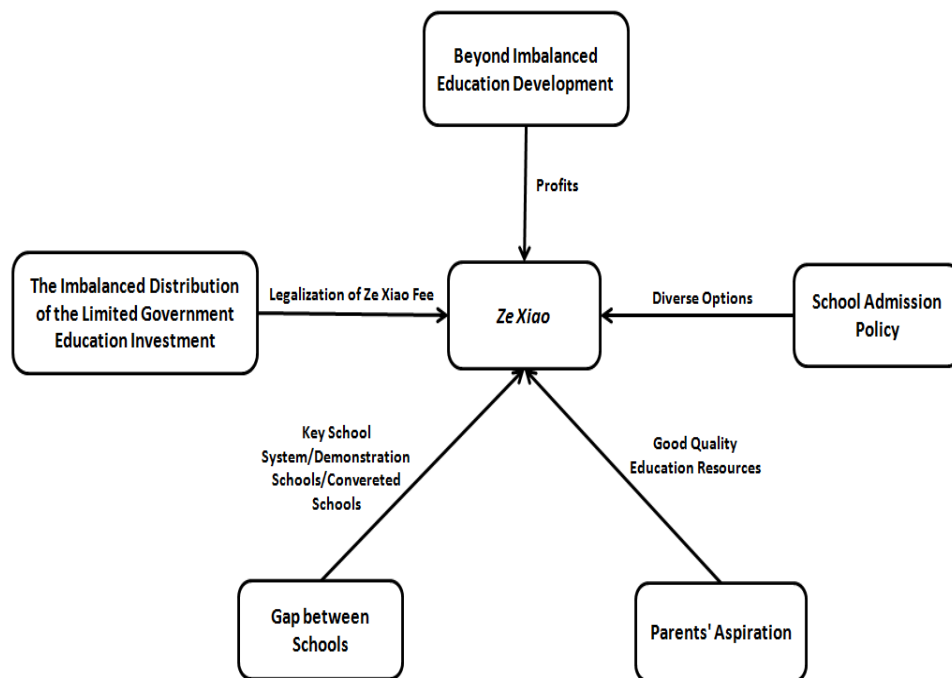 Beyond Imbalanced
Education Development
Profits
The Imbalanced Distribution
of the Limited Government
Education Investment
Legalization of Ze Xiao Fee
Ze Xiao
Diverse Options
School Admission
Policy
Key School
System/Demonstration
Schools/Convereted
Schools
Good Quality
Education Resources
Gap between
Schools
Parents' Aspiration